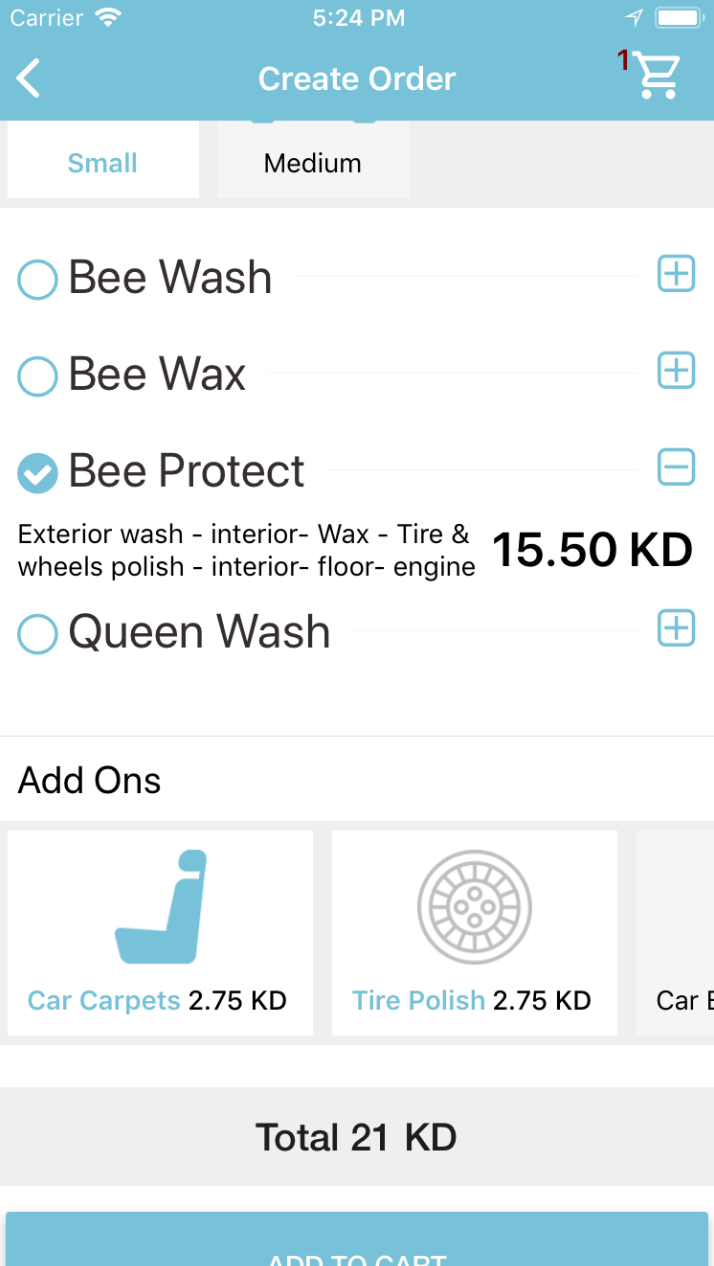 Carrier 5:24 PM
Create Order 1
Small Medium
Bee Wash
Bee Wax
Bee Protect
Exterior wash - interior- Wax - Tire &
wheels polish - interior- floor- engine
15.50 KD
Queen Wash
Add Ons
Car Carpets 2.75 KD
Tire Polish 2.75 KD
Car
Total 21 KD
ADD TO CART